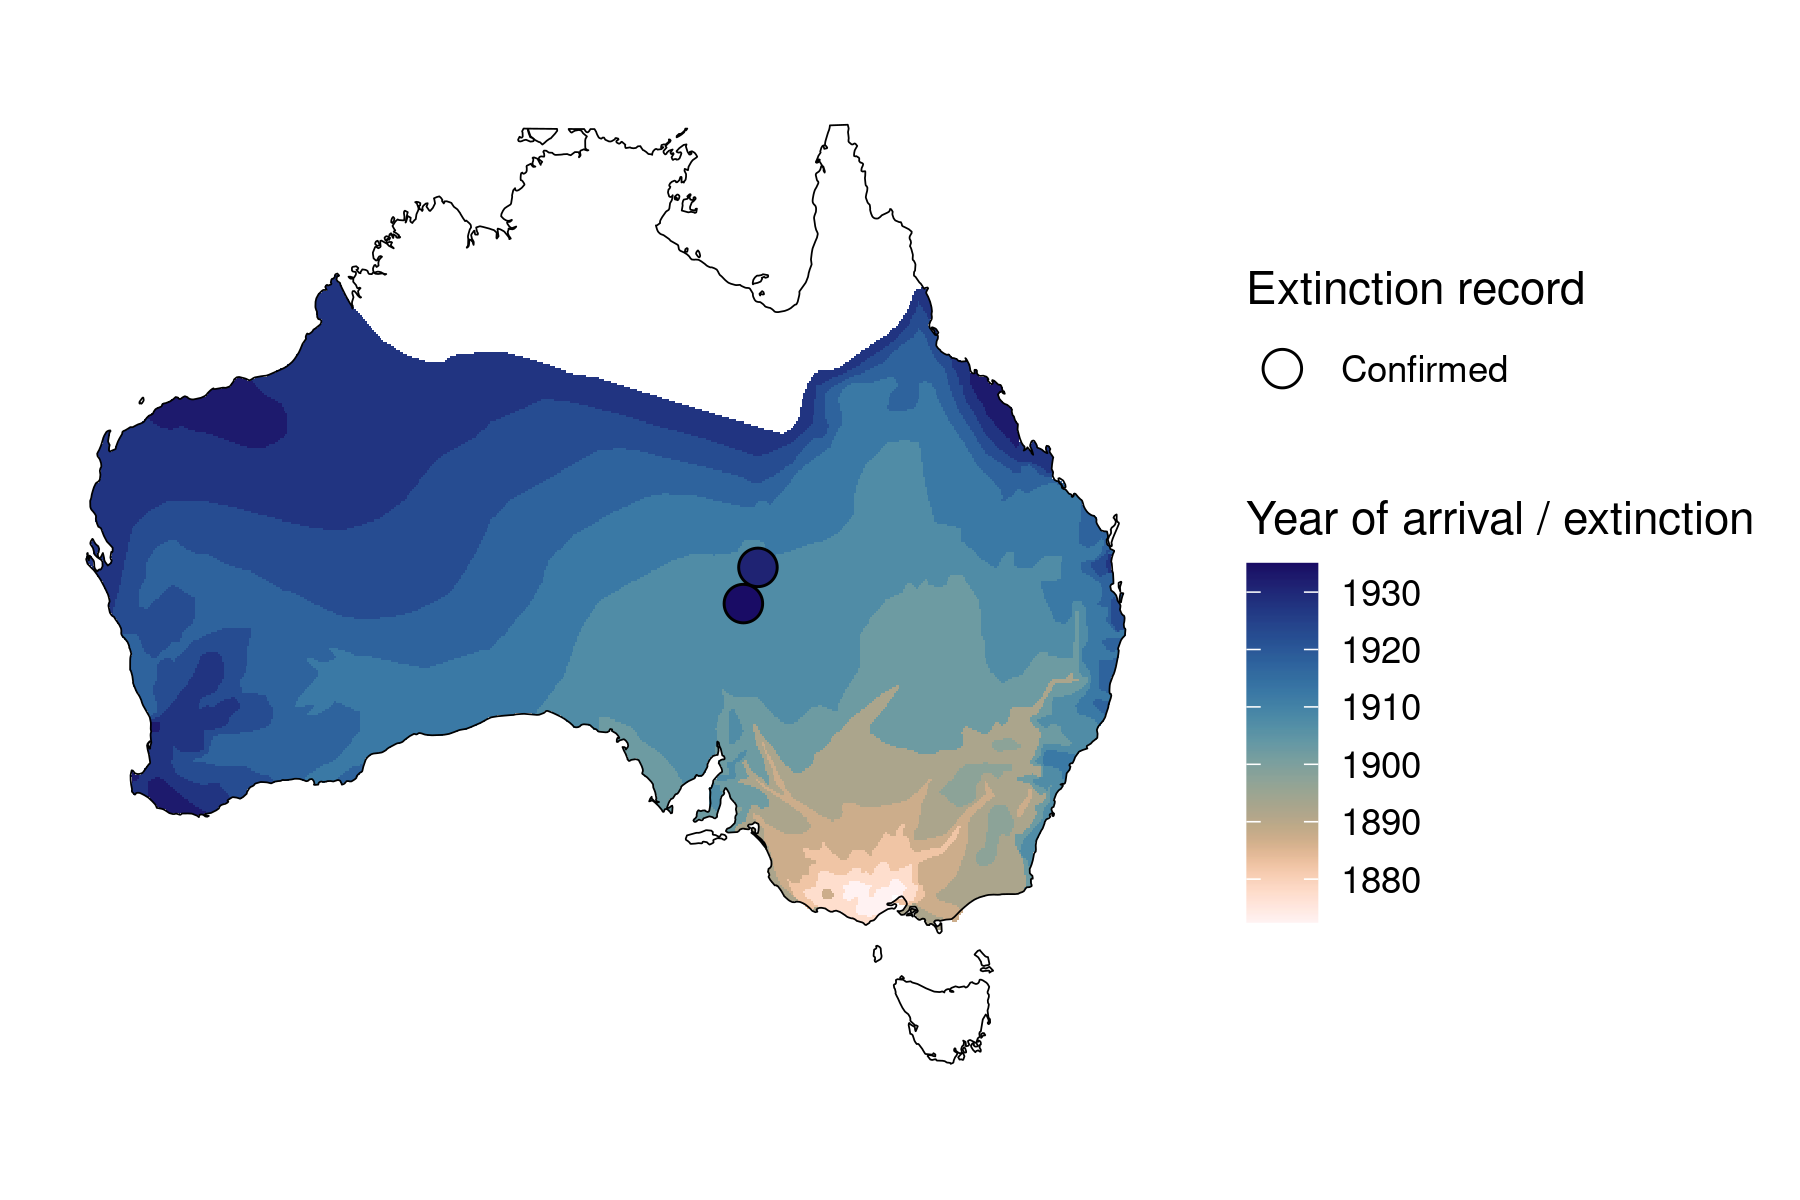 Extinction record
Confirmed
Year of arrival / extinction
1930
1920
1910
1900
1890
1880